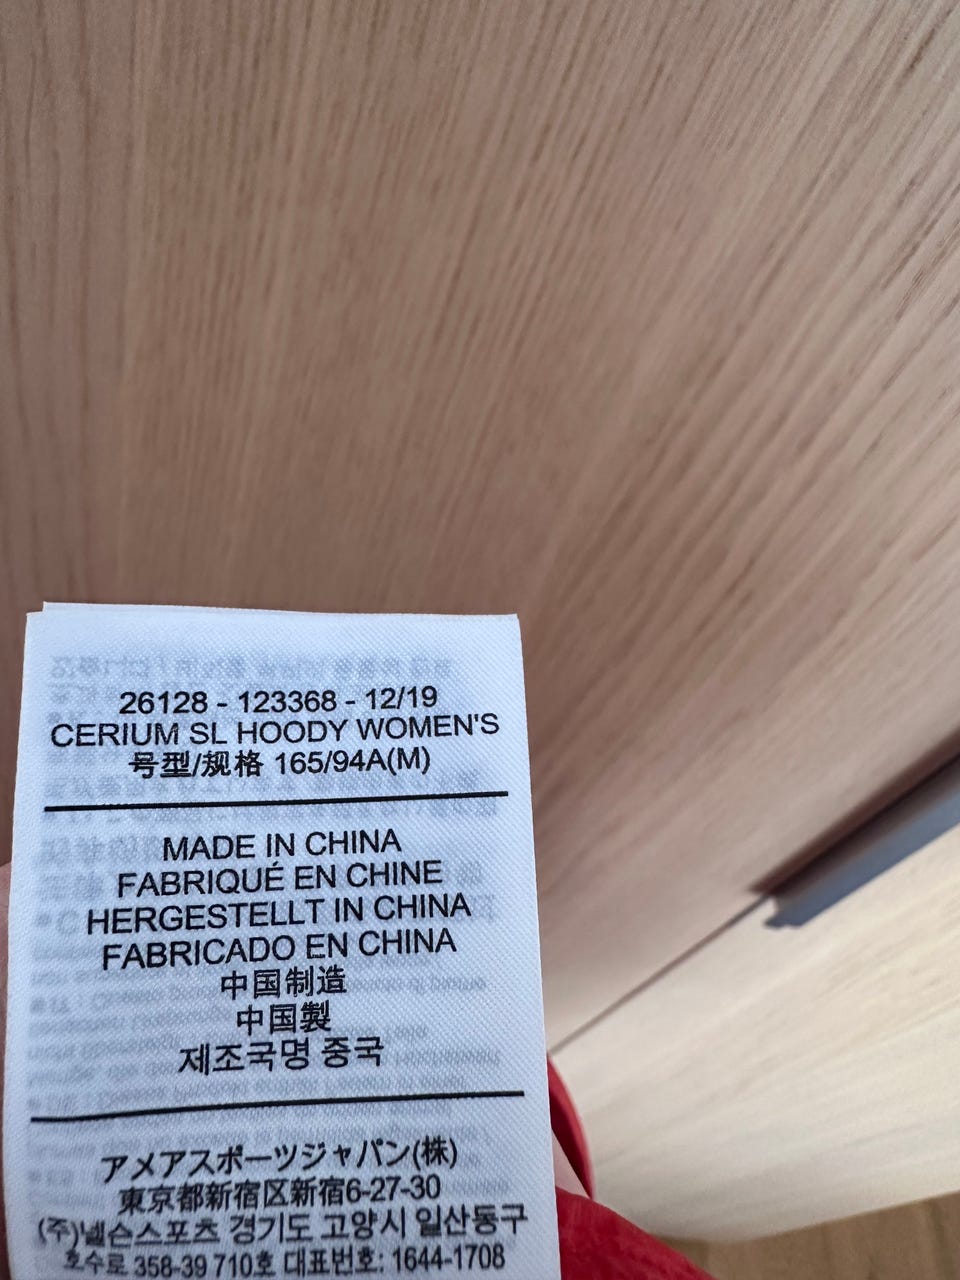 26128 - 123368 - 12/19
CERIUM SL HOODY WOMEN'S
号型/规格 165/94A(M)
MADE IN CHINA
FABRIQUÉ EN CHINE
HERGESTELLT IN CHINA
FABRICADO EN CHINA
中国制造
中国製
제조국명 중국
アメアスポーツジャパン(株)
東京都新宿区新宿6-27-30
(주)넬슨스포츠 경기도 고양시 일산동구
호수로 358-39 710호 대표번호: 1644-1708